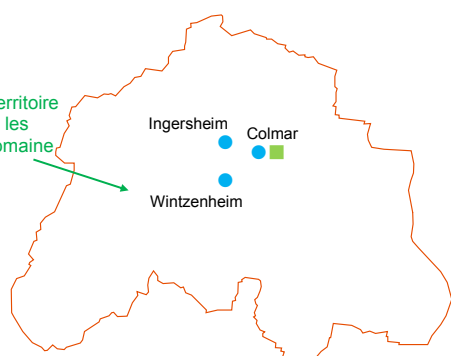 erritoire
les
omaine
Ingersheim
Colmar
Wintzenheim